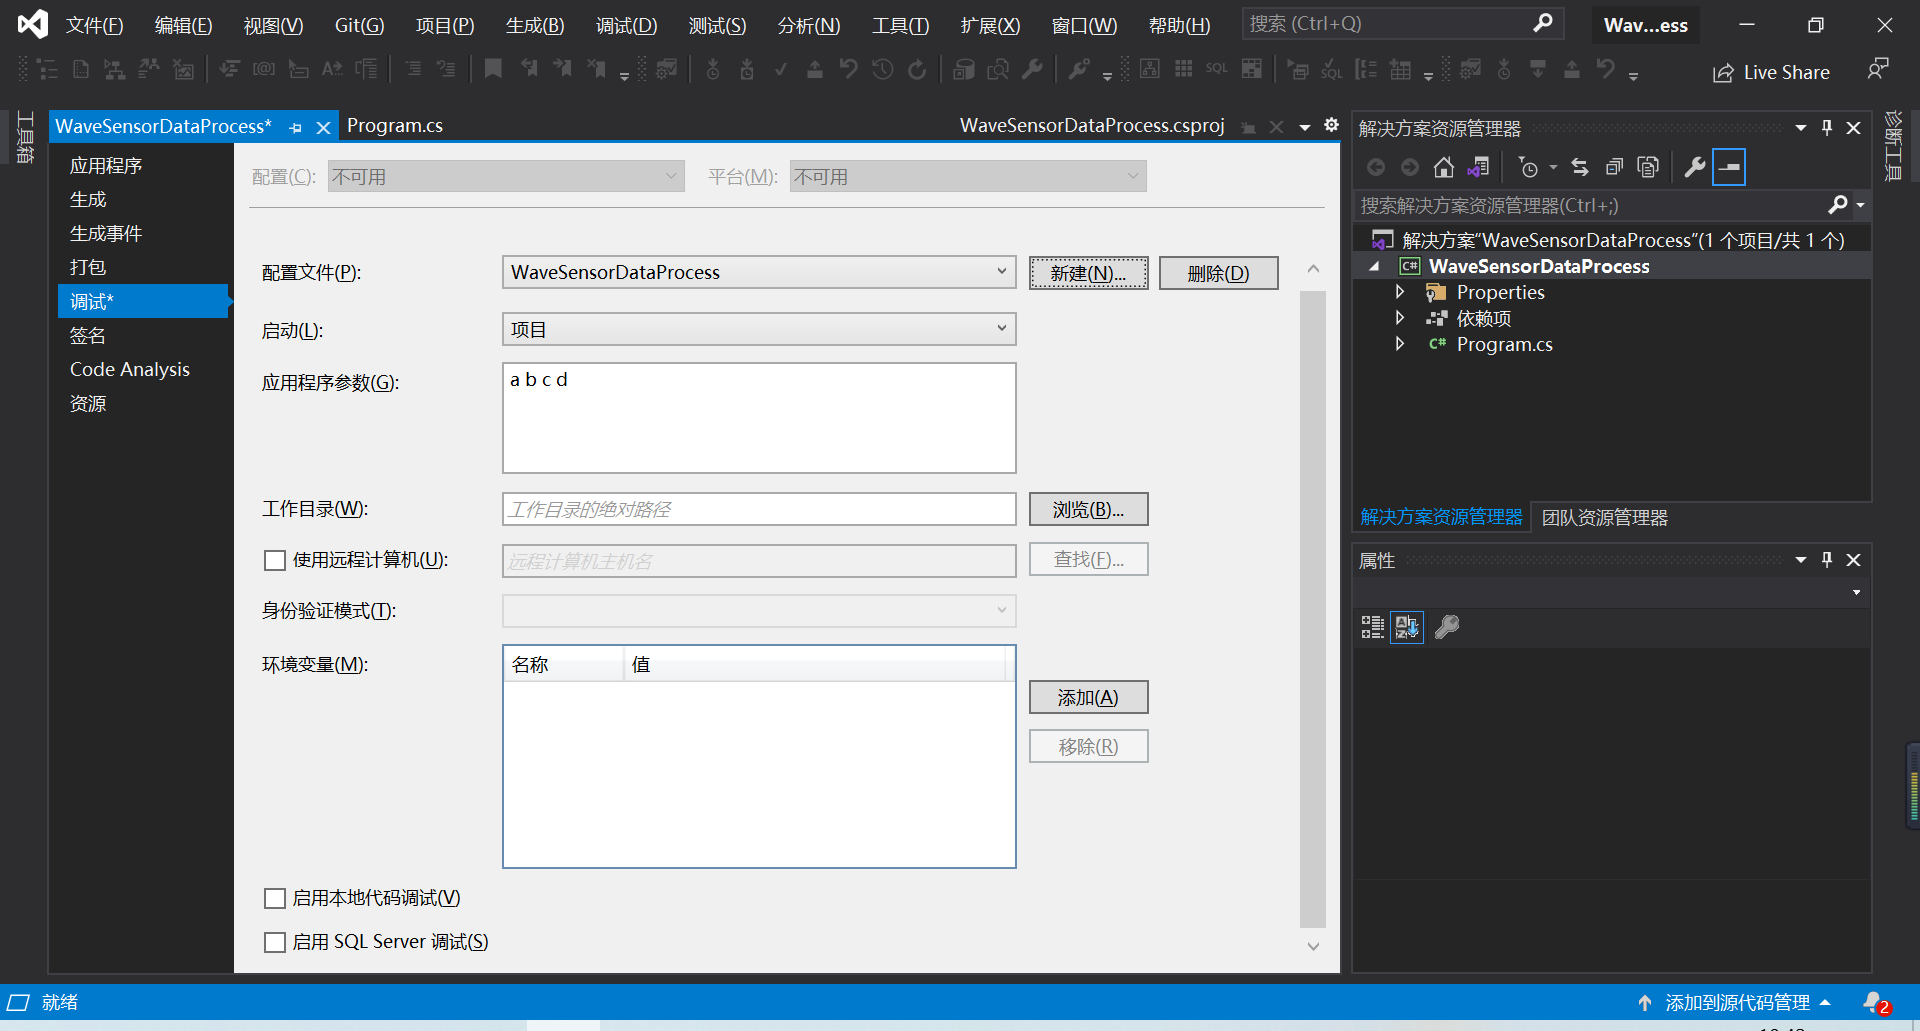 文件(F) 编辑(E) 视图(V) Git(G) 项目(P) 生成(B) 调试(D) 测试(S) 分析(N) 工具(T) 扩展(X) 窗口(W) 帮助(H) 搜索 (Ctrl+Q) Wav...ess
SQL SQL Live Share
工具箱
WaveSensorDataProcess* Program.cs WaveSensorDataProcess.csproj
应用程序
生成
生成事件
打包
调试*
签名
Code Analysis
资源
配置(C): 不可用 平台(M): 不可用
配置文件(P): WaveSensorDataProcess 新建(N)... 删除(D)
启动(L): 项目
应用程序参数(G): a b c d
工作目录(W): 工作目录的绝对路径 浏览(B)...
使用远程计算机(U): 远程计算机主机名 查找(F)...
身份验证模式(T):
环境变量(M): 名称 值
添加(A)
移除(R)
启用本地代码调试(V)
启用 SQL Server 调试(S)
解决方案资源管理器
搜索解决方案资源管理器(Ctrl+;)
解决方案"WaveSensorDataProcess"(1 个项目/共 1 个)
C# WaveSensorDataProcess
Properties
依赖项
C# Program.cs
解决方案资源管理器 团队资源管理器
属性
诊断工具
就绪 添加到源代码管理 2